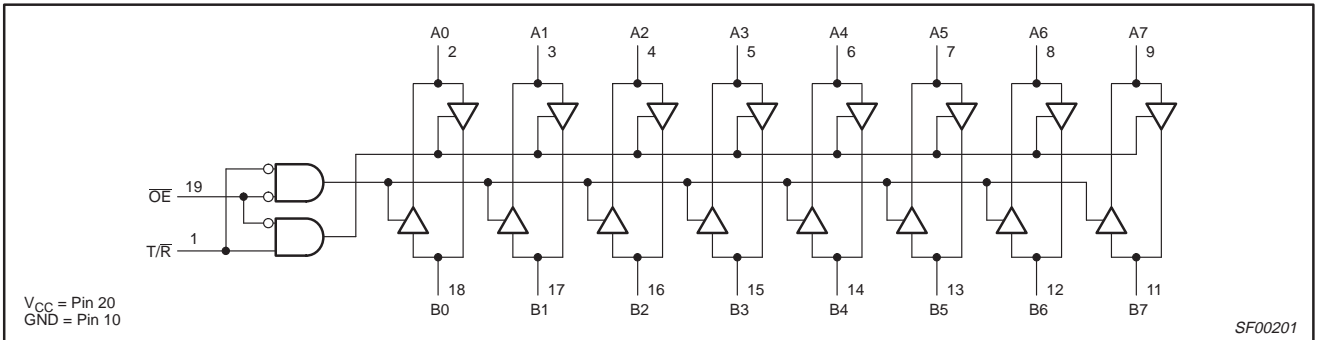 A0 A1 A2 A3 A4 A5 A6 A7
2 3 4 5 6 7 8 9
O̅E̅ 19
T/R̅ 1
18 17 16 15 14 13 12 11
B0 B1 B2 B3 B4 B5 B6 B7
VCC = Pin 20
GND = Pin 10
SF00201